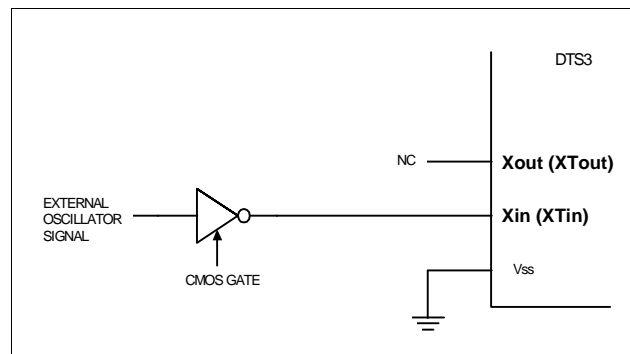 DTS3
NC
Xout (XTout)
EXTERNAL
OSCILLATOR
SIGNAL
Xin (XTin)
CMOS GATE
Vss